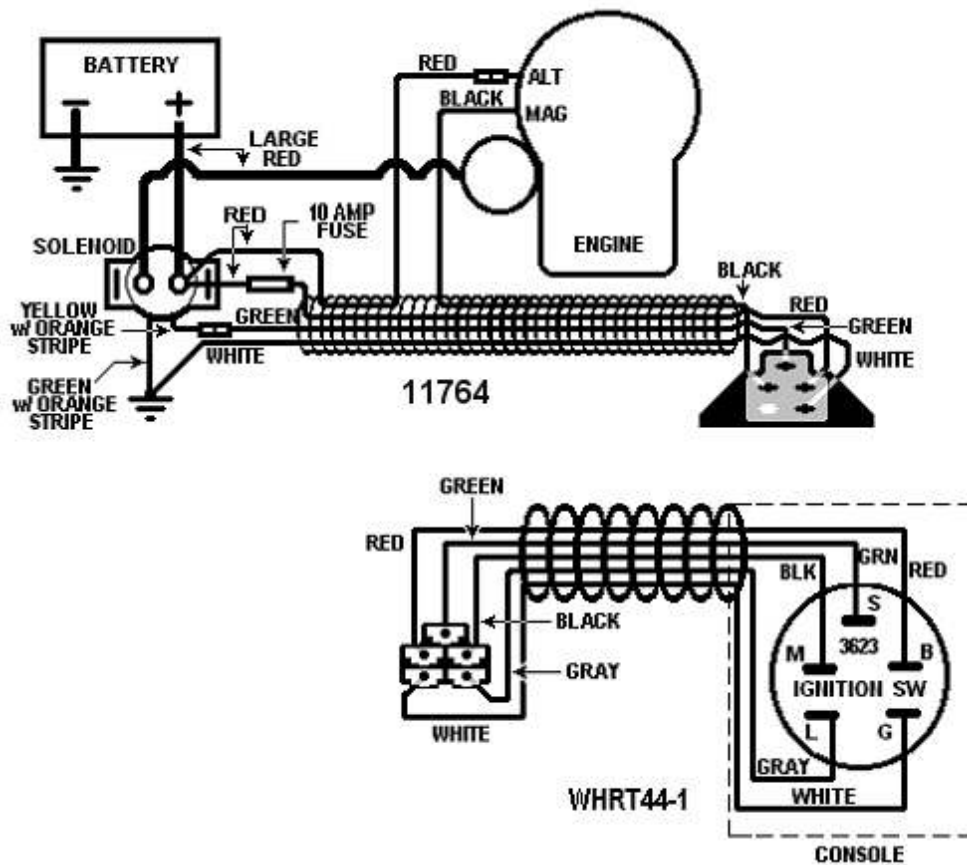 BATTERY
−
+
RED
ALT
BLACK
MAG
LARGE
RED
ENGINE
RED
10 AMP
FUSE
SOLENOID
YELLOW
w/ ORANGE
STRIPE
GREEN
WHITE
GREEN
w/ ORANGE
STRIPE
11764
BLACK
RED
GREEN
WHITE
GREEN
RED
BLACK
GRAY
WHITE
BLK
GRN
RED
S
3623
M
B
IGNITION SW
L
G
GRAY
WHITE
WHRT44-1
CONSOLE